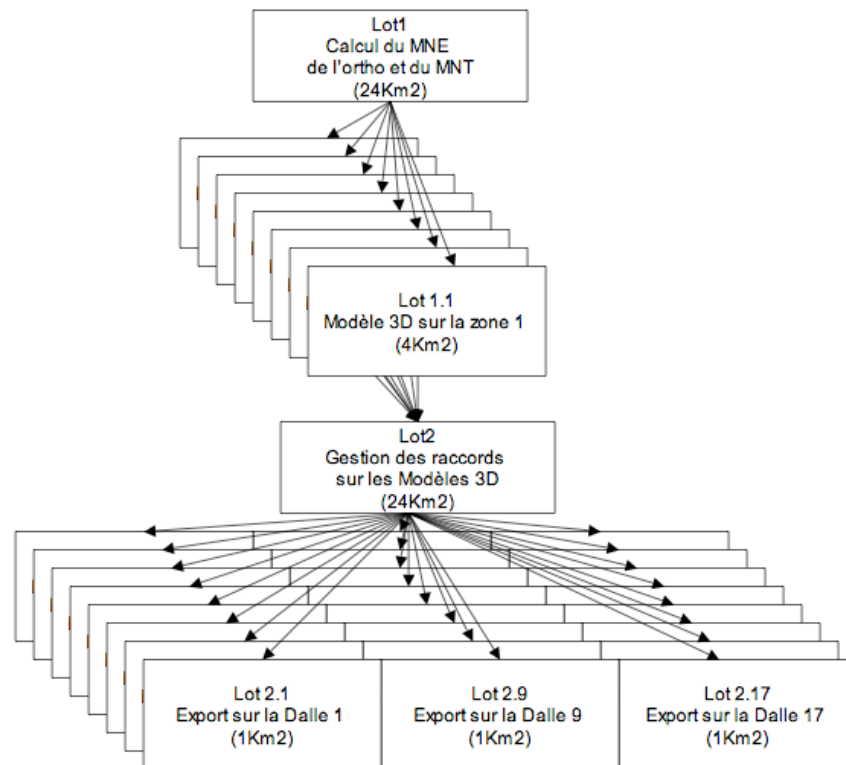 Lot1
Calcul du MNE
de l'ortho et du MNT
(24Km2)
Lot 1.1
Modèle 3D sur la zone 1
(4Km2)
Lot2
Gestion des raccords
sur les Modèles 3D
(24Km2)
Lot 2.1
Export sur la Dalle 1
(1Km2)
Lot 2.9
Export sur la Dalle 9
(1Km2)
Lot 2.17
Export sur la Dalle 17
(1Km2)